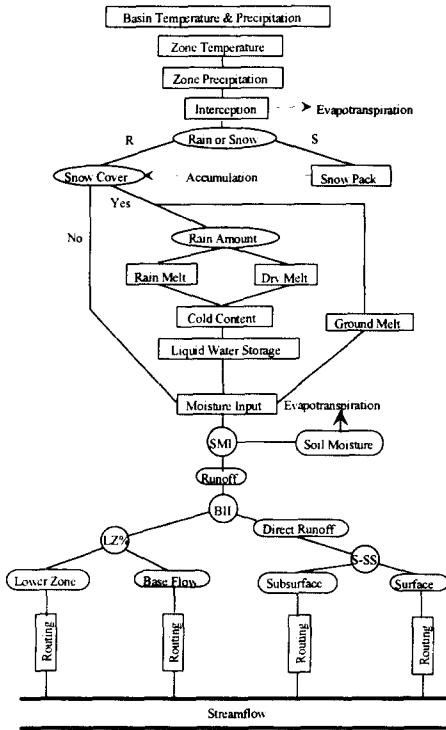 Basin Temperature & Precipitation
Zone Temperature
Zone Precipitation
Interception
Evapotranspiration
R
Rain or Snow
S
Snow Cover
Accumulation
Snow Pack
Yes
No
Rain Amount
Rain Melt
Dry Melt
Cold Content
Ground Melt
Liquid Water Storage
Moisture Input
Evapotranspiration
SMI
Soil Moisture
Runoff
BII
Direct Runoff
LZ%
S-SS
Lower Zone
Base Flow
Subsurface
Surface
Routing
Routing
Routing
Routing
Streamflow